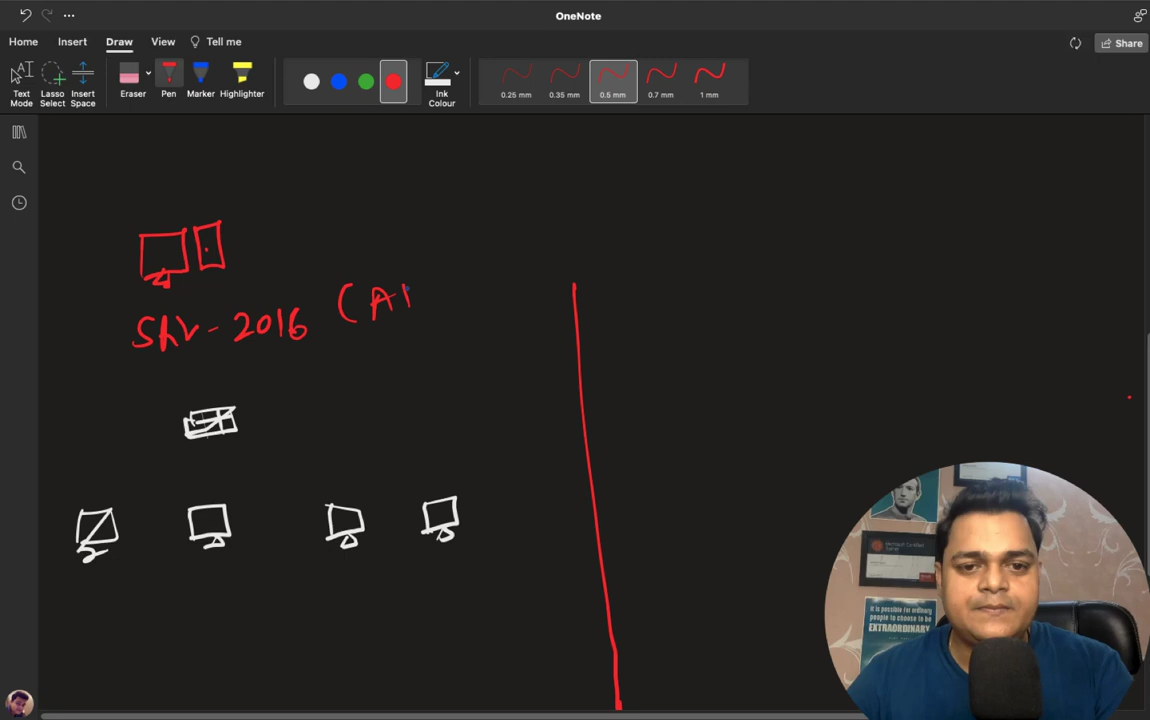 OneNote
Home Insert Draw View Tell me
Share
Text Mode
Lasso Select
Insert Space
Eraser
Pen
Marker
Highlighter
Ink Colour
0.25 mm 0.35 mm 0.5 mm 0.7 mm 1 mm
2016
it is possible for ordinary
people to choose to be
EXTRAORDINARY